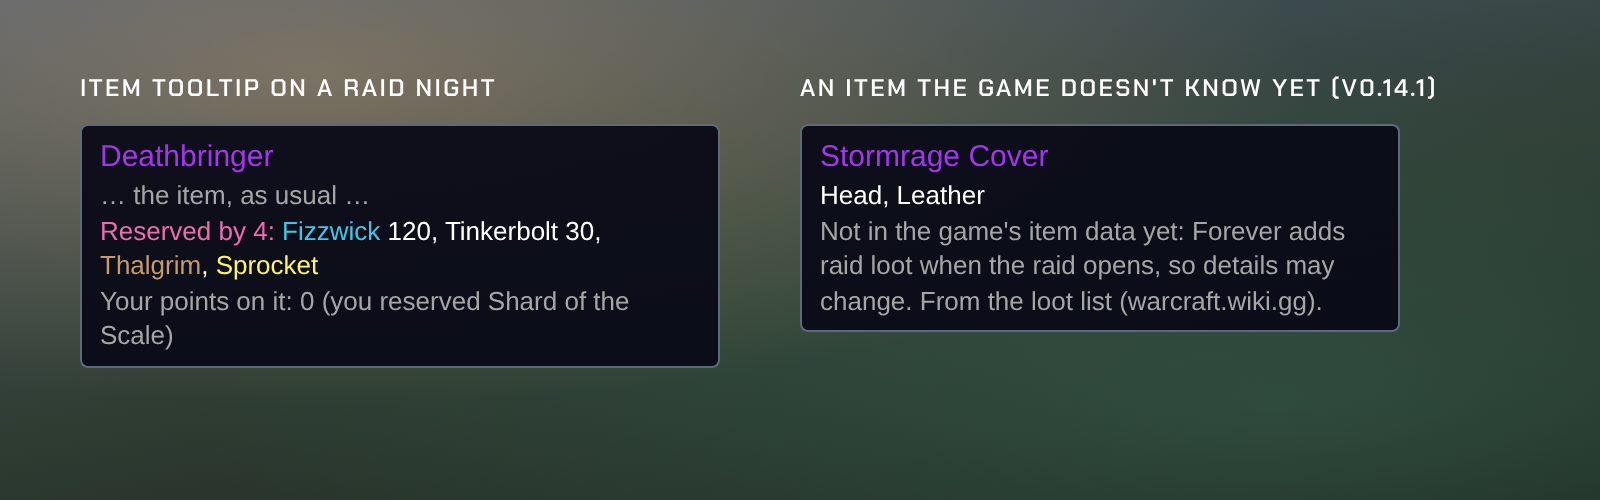 ITEM TOOLTIP ON A RAID NIGHT
Deathbringer
… the item, as usual …
Reserved by 4: Fizzwick 120, Tinkerbolt 30,
Thalgrim, Sprocket
Your points on it: 0 (you reserved Shard of the
Scale)
AN ITEM THE GAME DOESN'T KNOW YET (V0.14.1)
Stormrage Cover
Head, Leather
Not in the game's item data yet: Forever adds
raid loot when the raid opens, so details may
change. From the loot list (warcraft.wiki.gg).